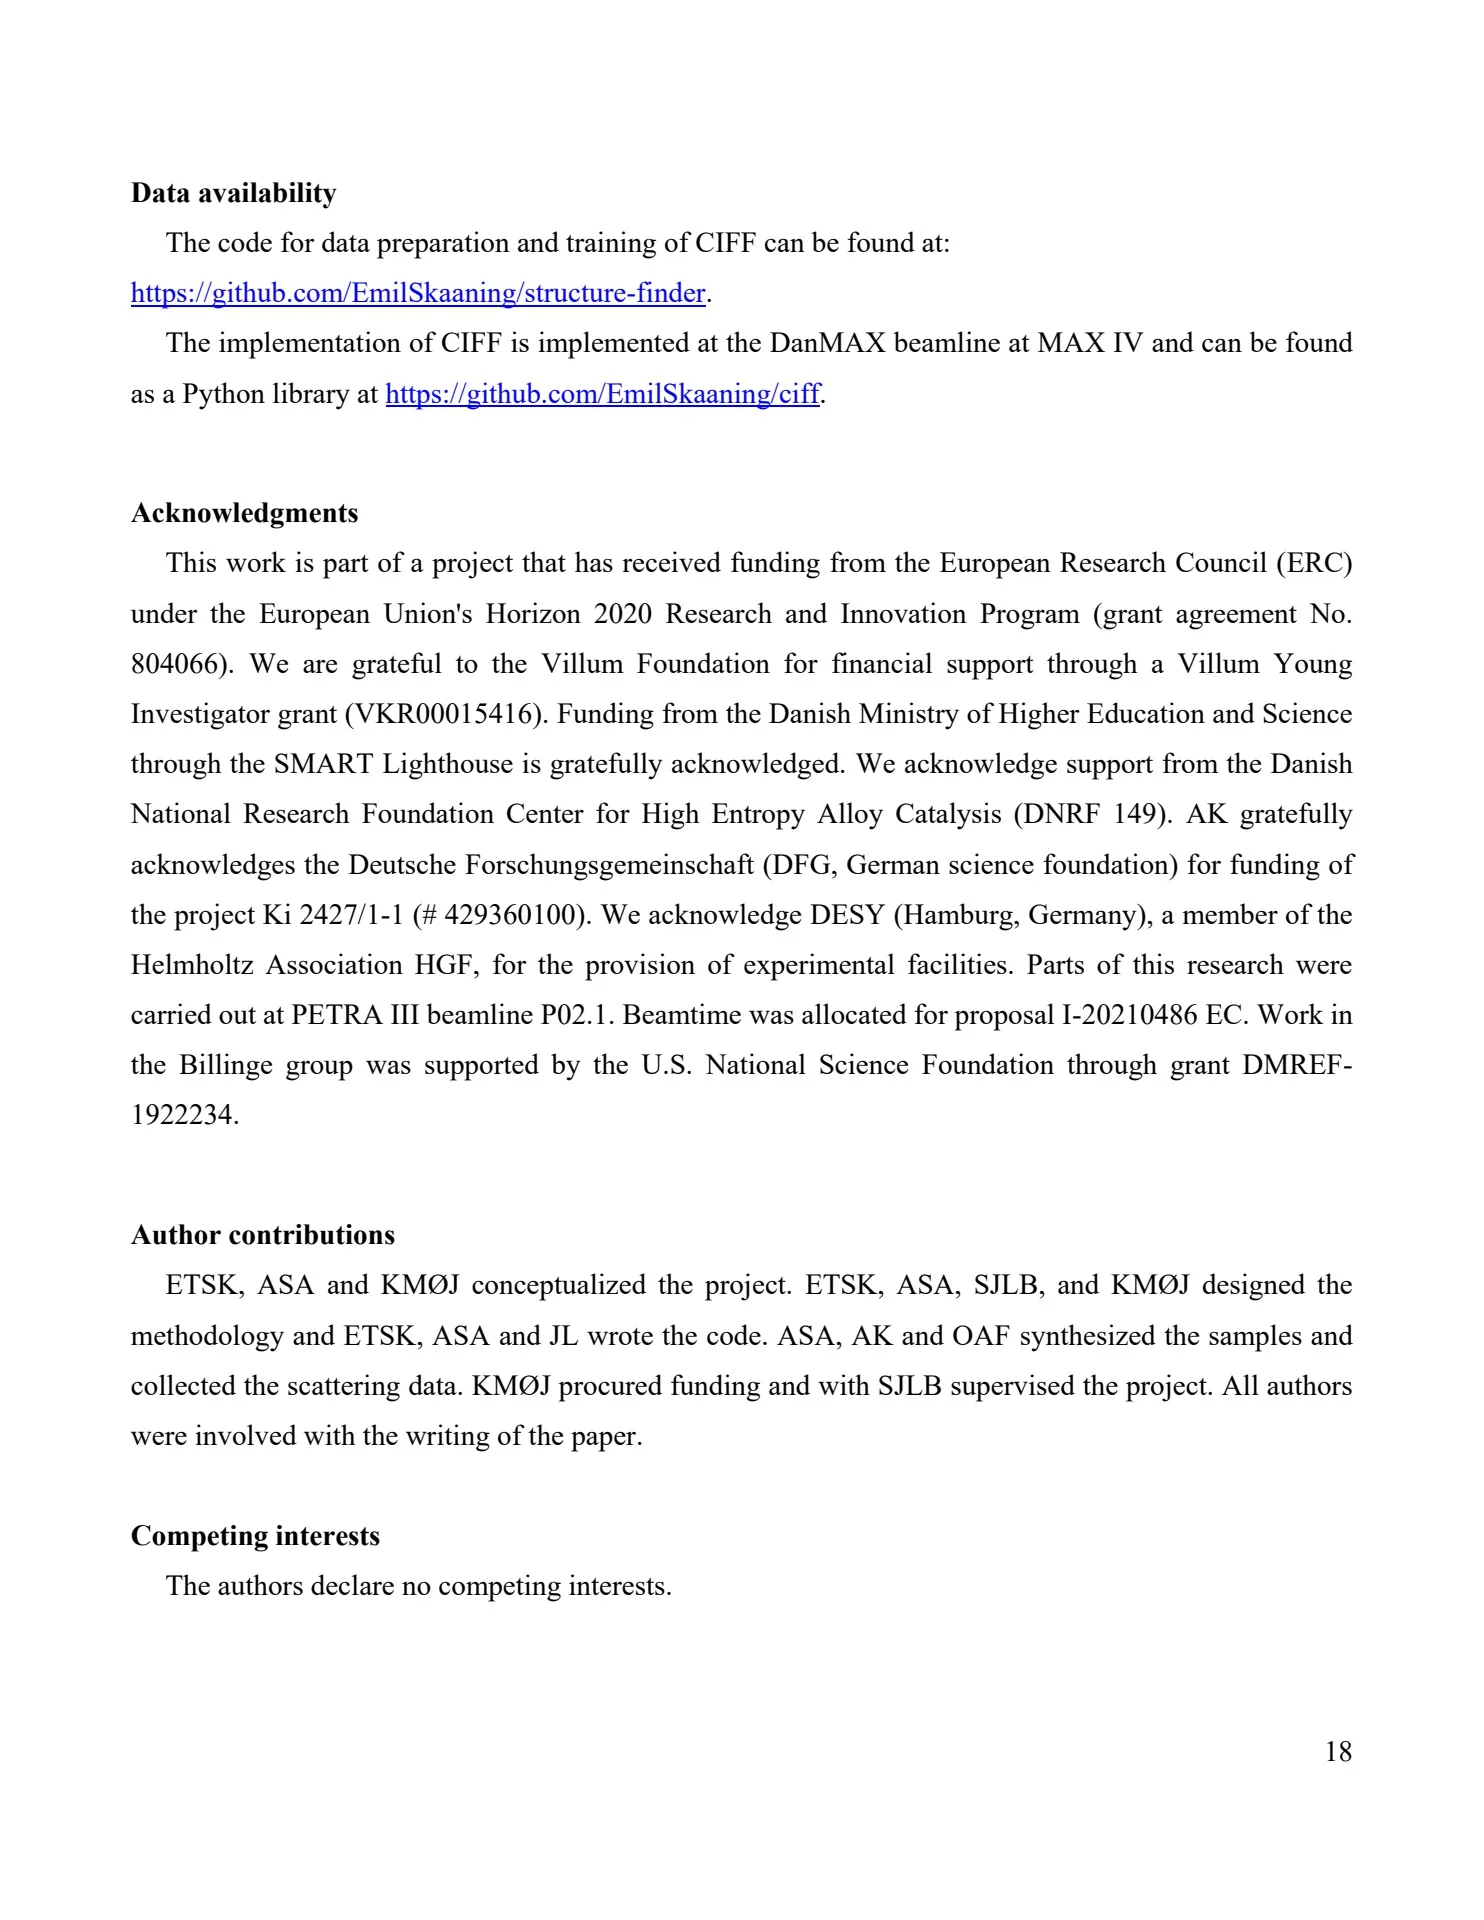 Data availability
The code for data preparation and training of CIFF can be found at:
https://github.com/EmilSkaaning/structure-finder.
The implementation of CIFF is implemented at the DanMAX beamline at MAX IV and can be found
as a Python library at https://github.com/EmilSkaaning/ciff.
Acknowledgments
This work is part of a project that has received funding from the European Research Council (ERC)
under the European Union's Horizon 2020 Research and Innovation Program (grant agreement No.
804066). We are grateful to the Villum Foundation for financial support through a Villum Young
Investigator grant (VKR00015416). Funding from the Danish Ministry of Higher Education and Science
through the SMART Lighthouse is gratefully acknowledged. We acknowledge support from the Danish
National Research Foundation Center for High Entropy Alloy Catalysis (DNRF 149). AK gratefully
acknowledges the Deutsche Forschungsgemeinschaft (DFG, German science foundation) for funding of
the project Ki 2427/1-1 (# 429360100). We acknowledge DESY (Hamburg, Germany), a member of the
Helmholtz Association HGF, for the provision of experimental facilities. Parts of this research were
carried out at PETRA III beamline P02.1. Beamtime was allocated for proposal I-20210486 EC. Work in
the Billinge group was supported by the U.S. National Science Foundation through grant DMREF-
1922234.
Author contributions
ETSK, ASA and KMØJ conceptualized the project. ETSK, ASA, SJLB, and KMØJ designed the
methodology and ETSK, ASA and JL wrote the code. ASA, AK and OAF synthesized the samples and
collected the scattering data. KMØJ procured funding and with SJLB supervised the project. All authors
were involved with the writing of the paper.
Competing interests
The authors declare no competing interests.
18